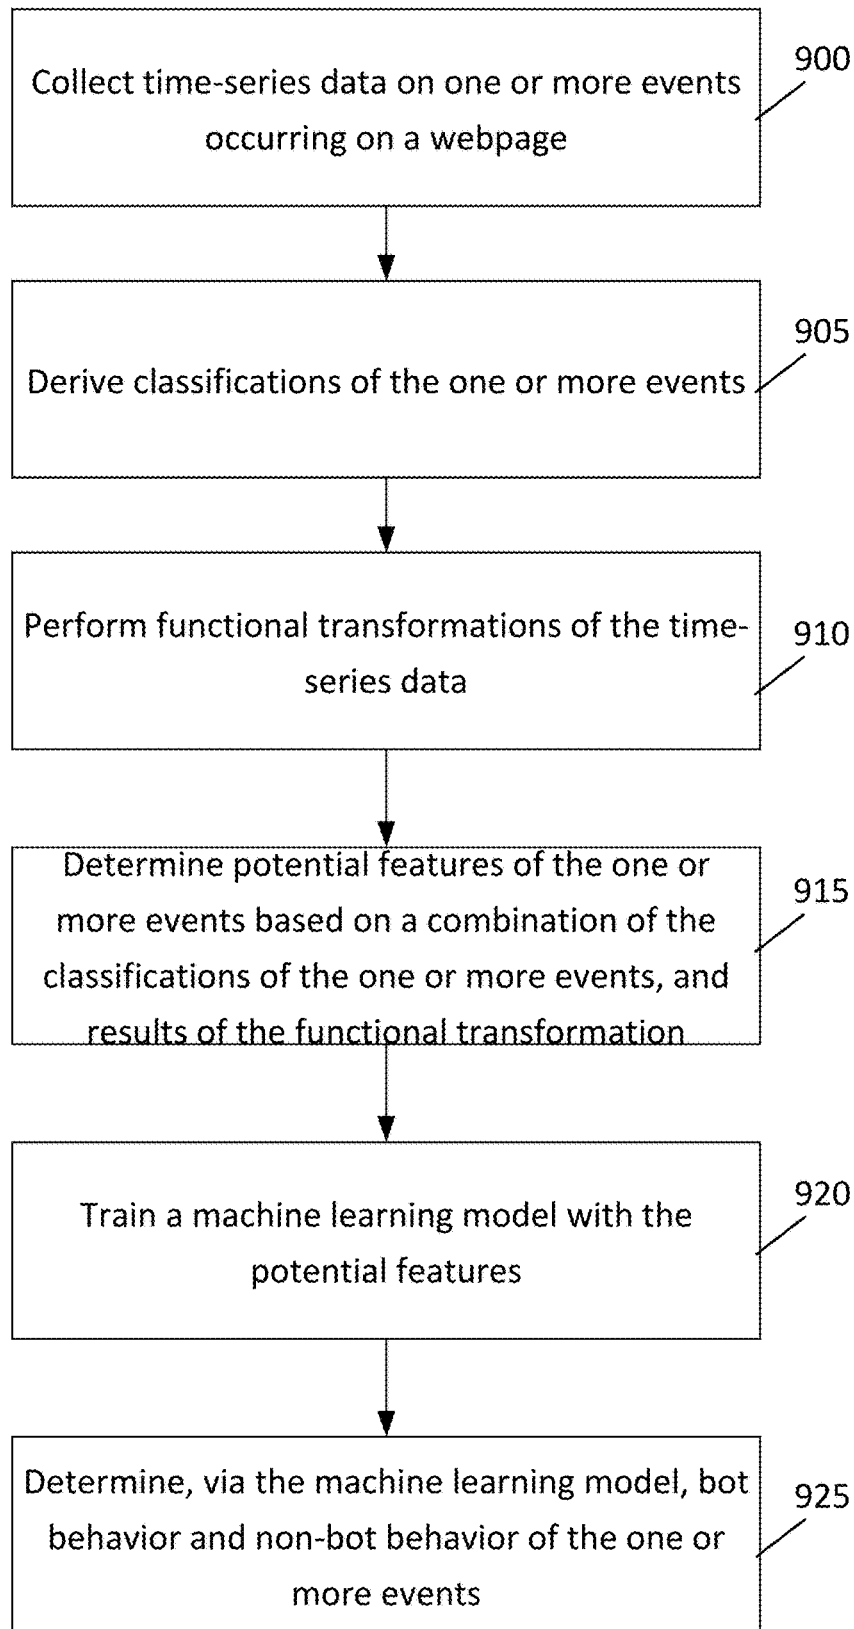 Collect time-series data on one or more events
occurring on a webpage
900
Derive classifications of the one or more events
905
Perform functional transformations of the time-
series data
910
Determine potential features of the one or
more events based on a combination of the
classifications of the one or more events, and
results of the functional transformation
915
Train a machine learning model with the
potential features
920
Determine, via the machine learning model, bot
behavior and non-bot behavior of the one or
more events
925